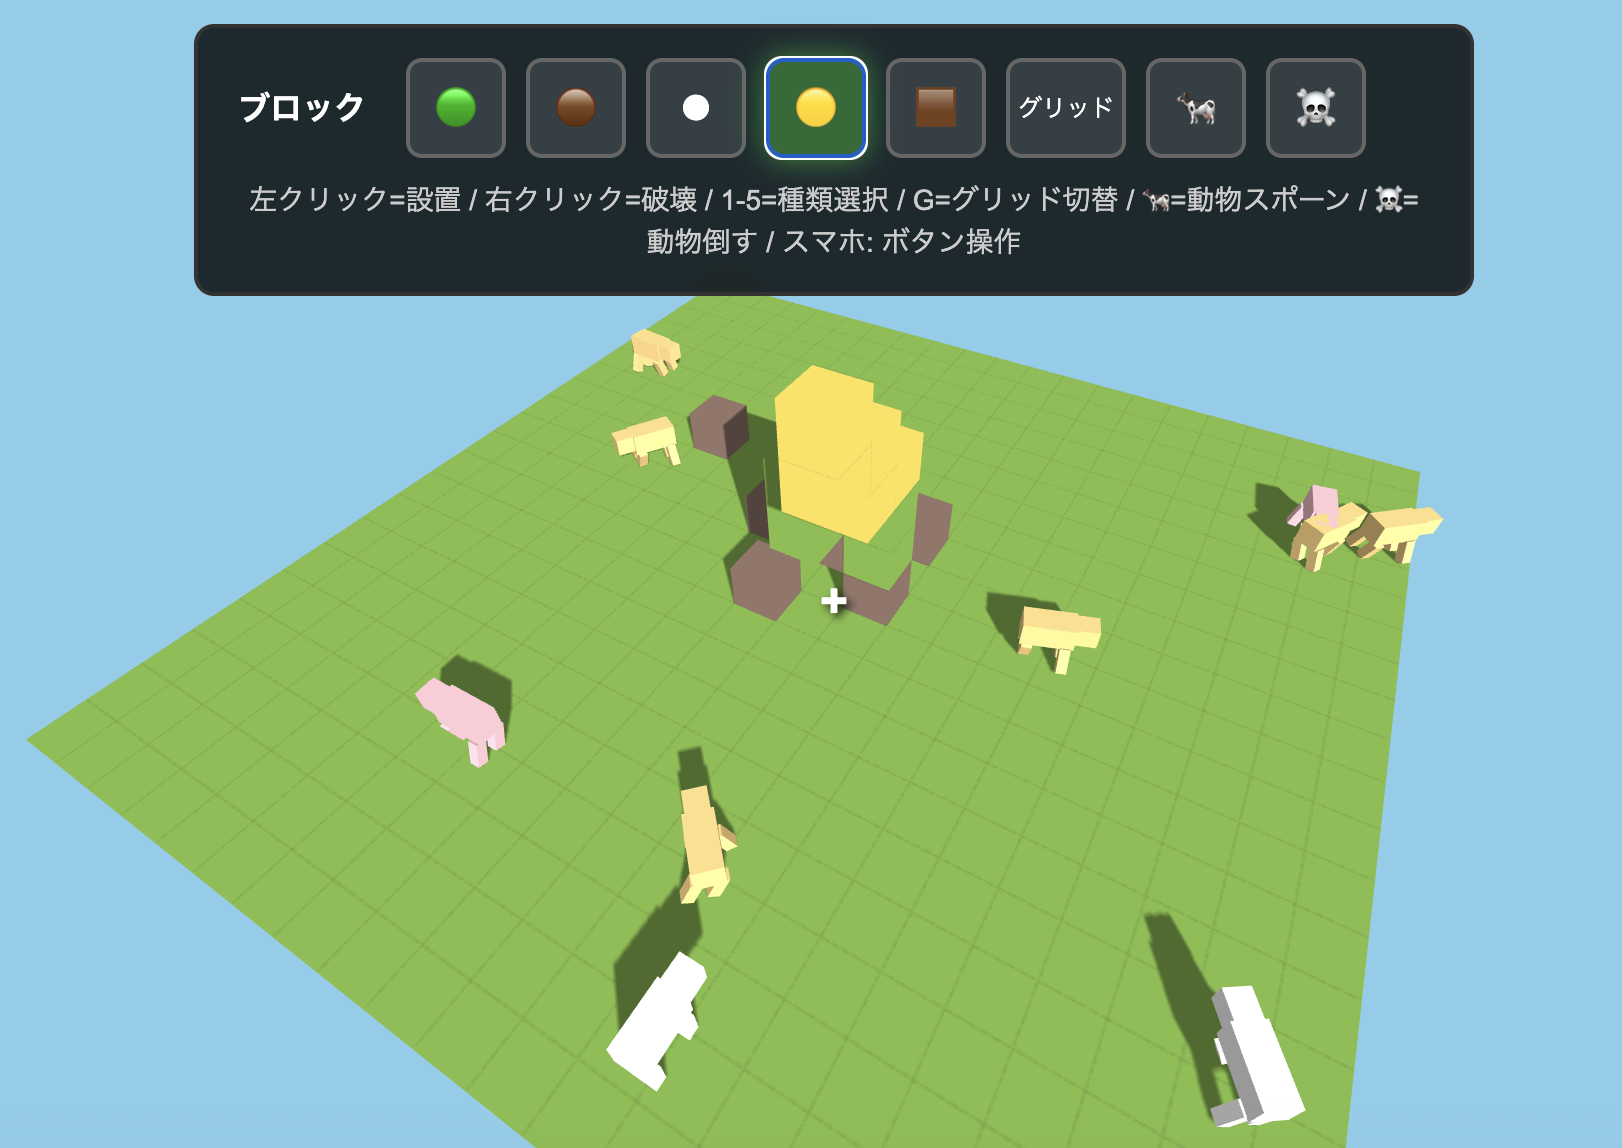 ブロック
グリッド
左クリック=設置 / 右クリック=破壊 / 1-5=種類選択 / G=グリッド切替 / 🐄=動物スポーン / ☠️=
動物倒す / スマホ: ボタン操作